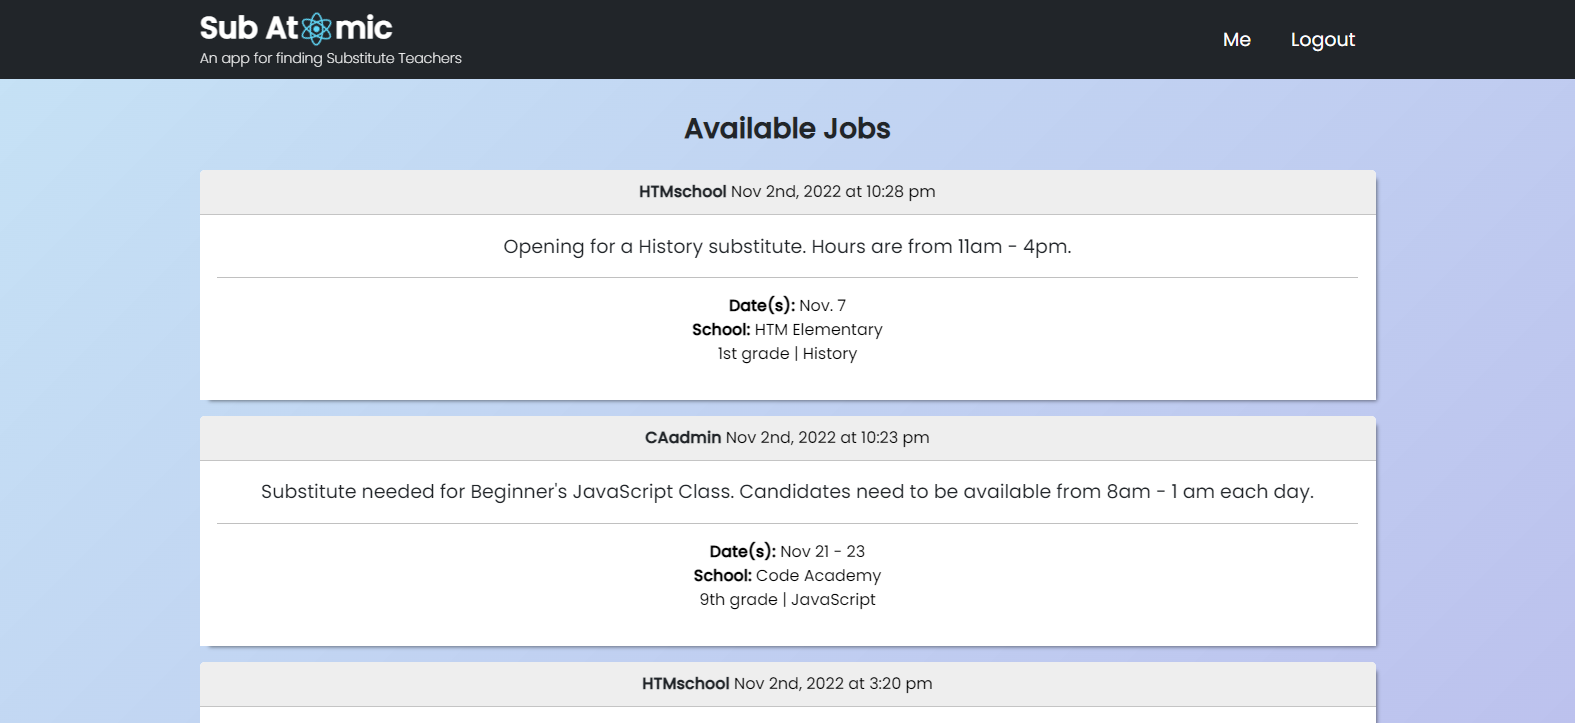 Sub Atomic
Me
Logout
An app for finding Substitute Teachers
Available Jobs
HTMschool Nov 2nd, 2022 at 10:28 pm
Opening for a History substitute. Hours are from 11am - 4pm.
Date(s): Nov. 7
School: HTM Elementary
1st grade | History
CAadmin Nov 2nd, 2022 at 10:23 pm
Substitute needed for Beginner's JavaScript Class. Candidates need to be available from 8am - 1 am each day.
Date(s): Nov 21 - 23
School: Code Academy
9th grade | JavaScript
HTMschool Nov 2nd, 2022 at 3:20 pm